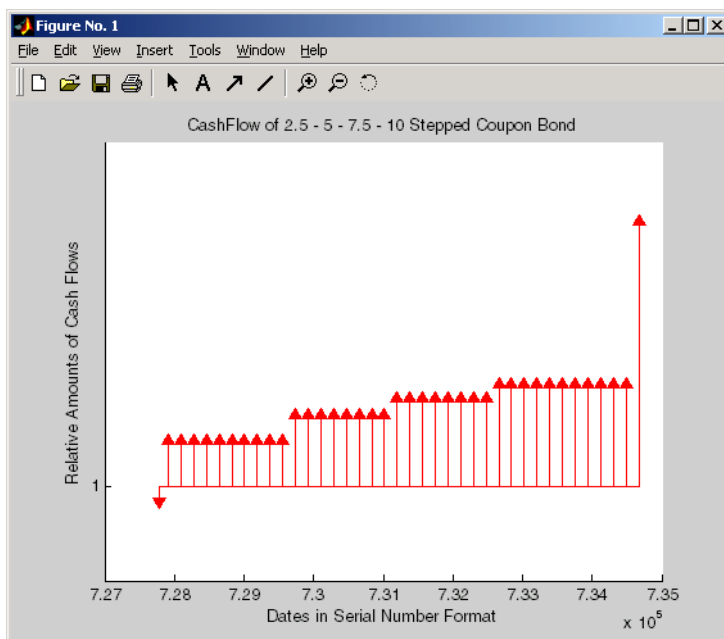 Figure No. 1
File Edit View Insert Tools Window Help
A
CashFlow of 2.5 - 5 - 7.5 - 10 Stepped Coupon Bond
Relative Amounts of Cash Flows
1
7.27 7.28 7.29 7.3 7.31 7.32 7.33 7.34 7.35
Dates in Serial Number Format
x 10⁵